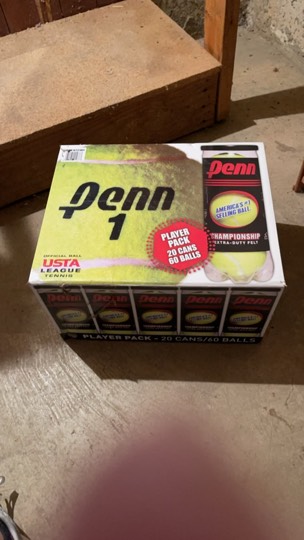 Penn
1
OFFICIAL BALL
USTA
LEAGUE
TENNIS
PLAYER
PACK
20 CANS
60 BALLS
Penn
AMERICA'S #1
SELLING BALL
CHAMPIONSHIP
EXTRA-DUTY FELT
Penn Penn Penn Penn Penn
PLAYER PACK - 20 CANS/60 BALLS